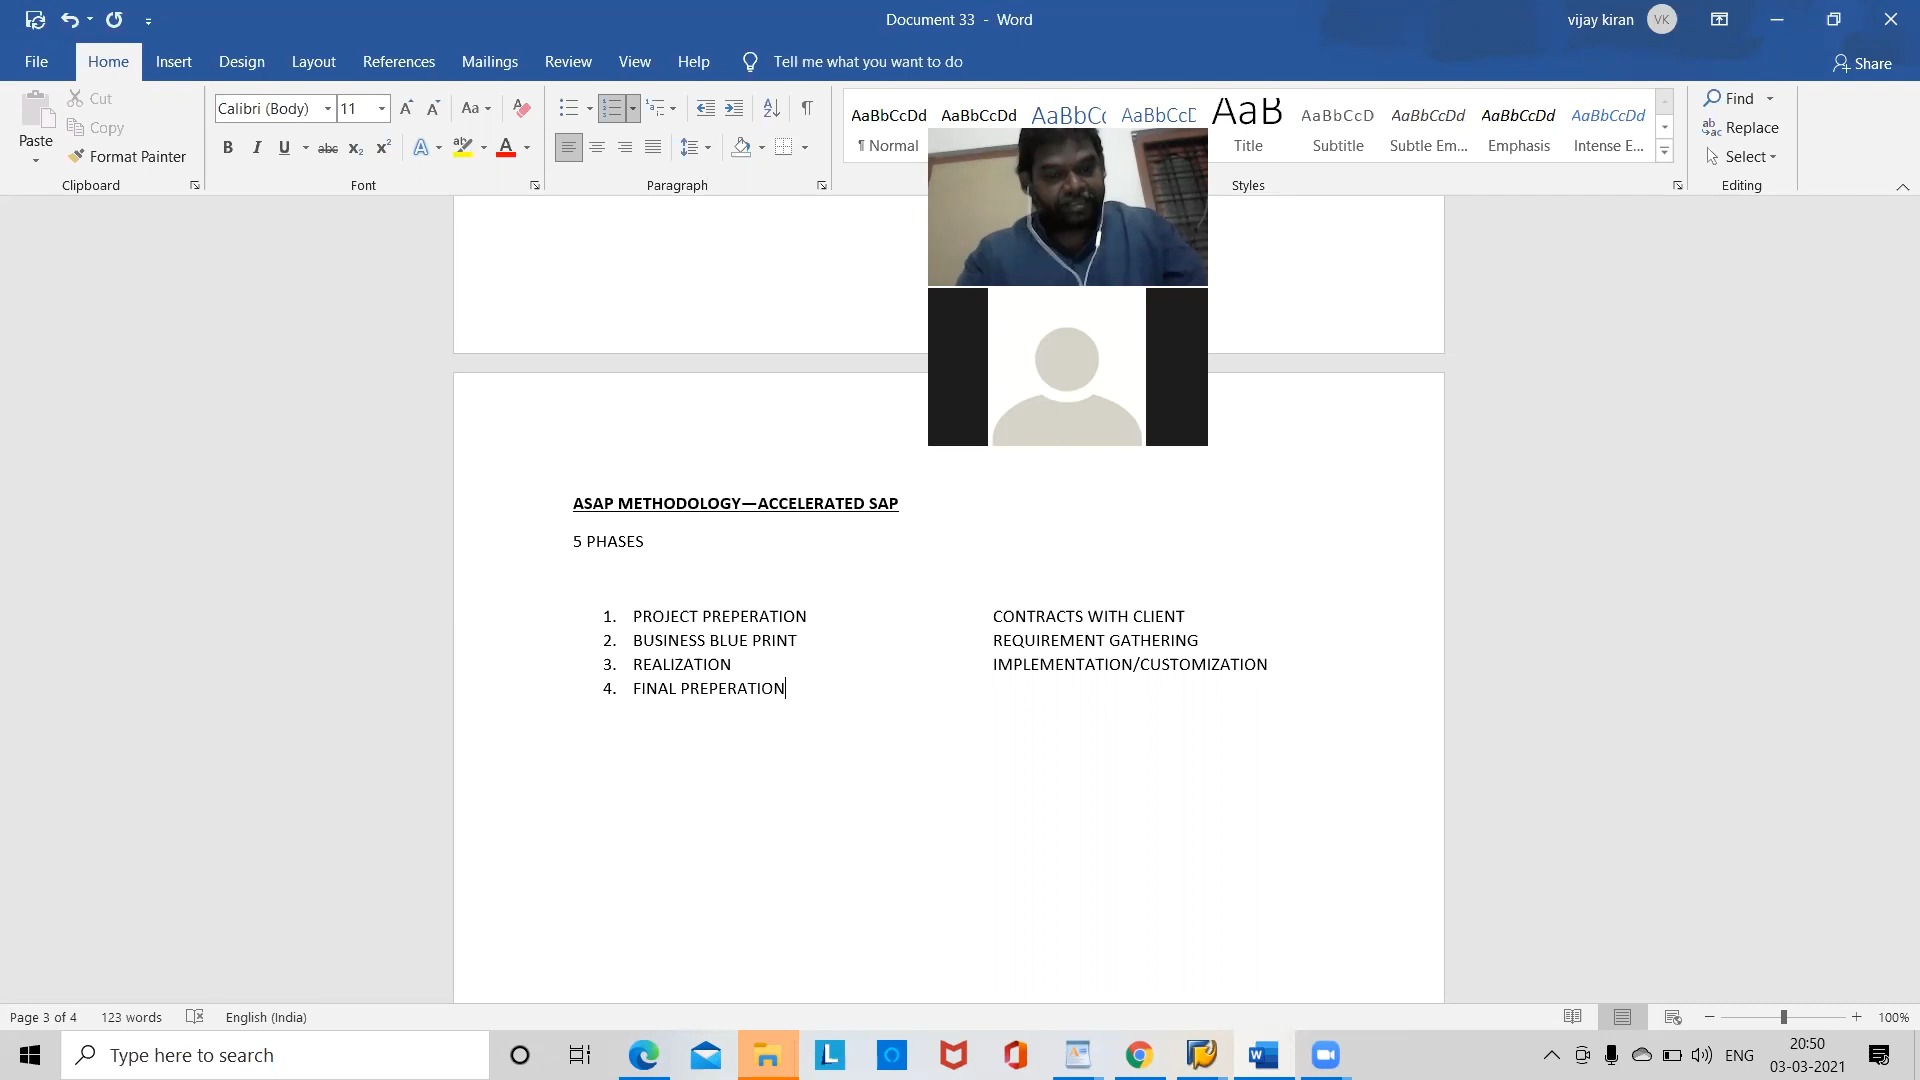 Document 33 - Word
vijay kiran
VK
File
Home
Insert
Design
Layout
References
Mailings
Review
View
Help
Tell me what you want to do
Share
Paste
Cut
Copy
Format Painter
Clipboard
Calibri (Body)
11
Font
Paragraph
AaBbCcDd
AaBbCcDd
AaBbCc
AaBbCcD
AaB
AaBbCcD
AaBbCcDd
AaBbCcDd
AaBbCcDd
¶ Normal
Title
Subtitle
Subtle Em...
Emphasis
Intense E...
Styles
Find
Replace
Select
Editing
ASAP METHODOLOGY—ACCELERATED SAP
5 PHASES
1. PROJECT PREPERATION CONTRACTS WITH CLIENT
2. BUSINESS BLUE PRINT REQUIREMENT GATHERING
3. REALIZATION IMPLEMENTATION/CUSTOMIZATION
4. FINAL PREPERATION
Page 3 of 4
123 words
English (India)
100%
Type here to search
ENG
20:50
03-03-2021